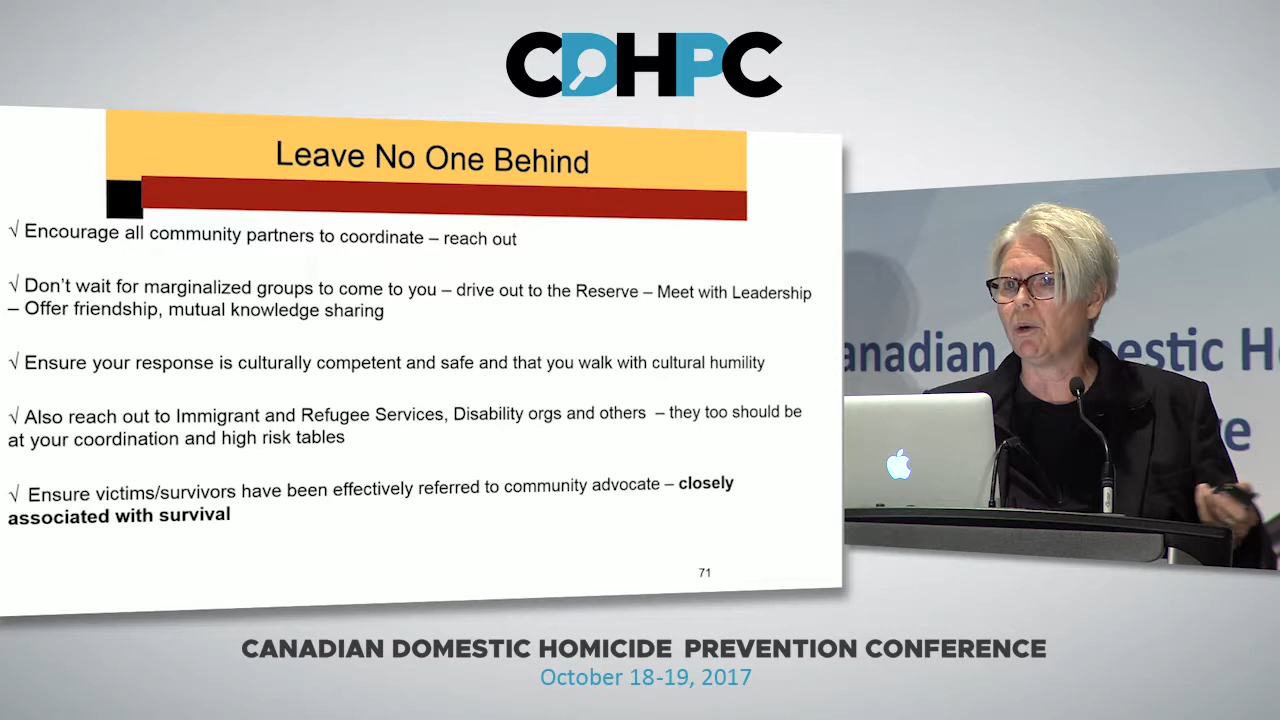 CDHPC
Leave No One Behind
√ Encourage all community partners to coordinate – reach out
√ Don't wait for marginalized groups to come to you – drive out to the Reserve – Meet with Leadership
– Offer friendship, mutual knowledge sharing
√ Ensure your response is culturally competent and safe and that you walk with cultural humility
√ Also reach out to Immigrant and Refugee Services, Disability orgs and others – they too should be
at your coordination and high risk tables
√ Ensure victims/survivors have been effectively referred to community advocate – closely
associated with survival
71
anadian
mestic H
e
CANADIAN DOMESTIC HOMICIDE PREVENTION CONFERENCE
October 18-19, 2017